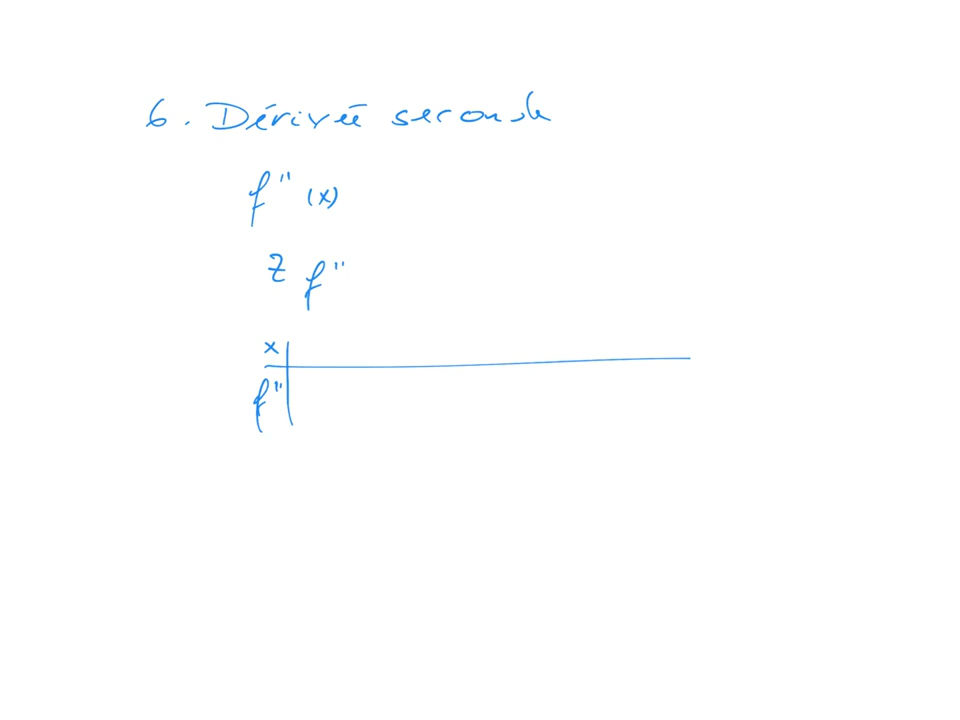 6. Dérivée seconde
f" (x)
Z f"
x
f"